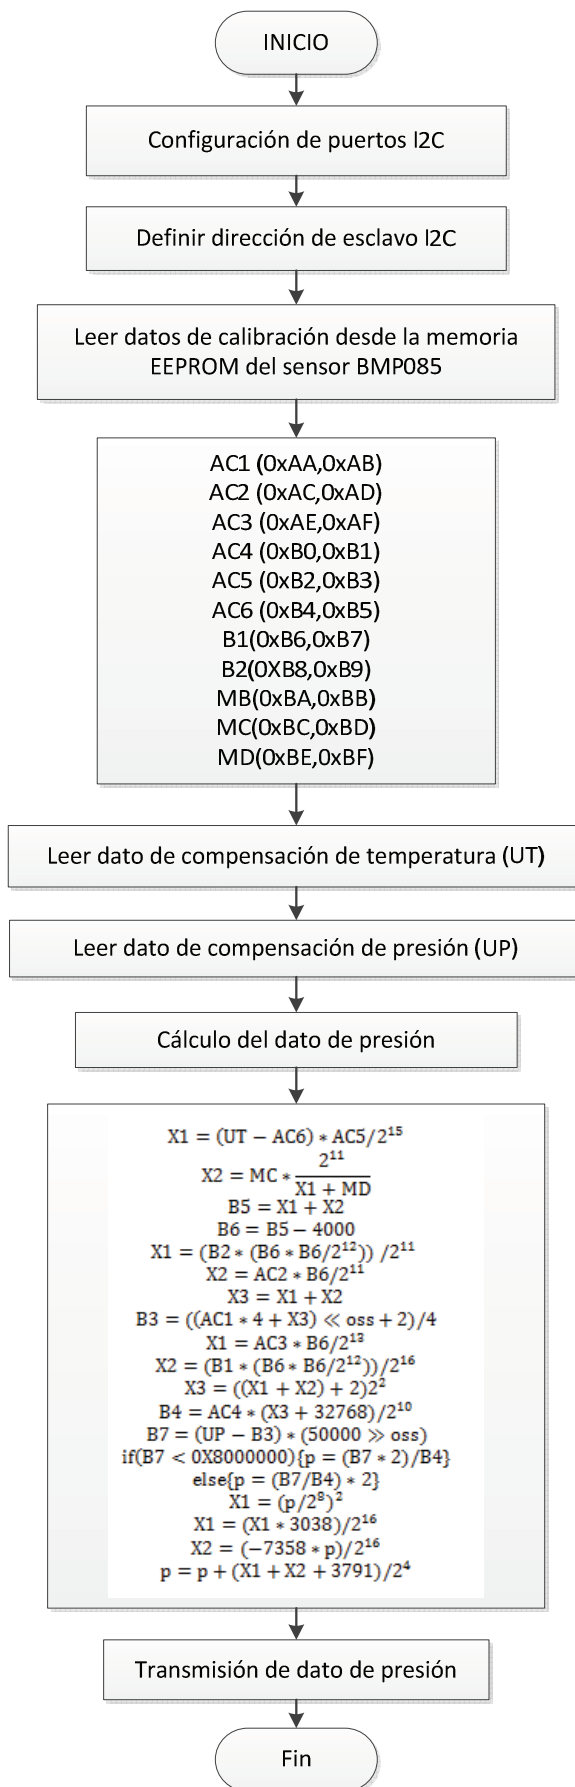 INICIO
Configuración de puertos I2C
Definir dirección de esclavo I2C
Leer datos de calibración desde la memoria
EEPROM del sensor BMP085
AC1 (0xAA,0xAB)
AC2 (0xAC,0xAD)
AC3 (0xAE,0xAF)
AC4 (0xB0,0xB1)
AC5 (0xB2,0xB3)
AC6 (0xB4,0xB5)
B1(0xB6,0xB7)
B2(0XB8,0xB9)
MB(0xBA,0xBB)
MC(0xBC,0xBD)
MD(0xBE,0xBF)
Leer dato de compensación de temperatura (UT)
Leer dato de compensación de presión (UP)
Cálculo del dato de presión
X1 = (UT − AC6) * AC5/2^15
X2 = MC * 2^11/(X1 + MD)
B5 = X1 + X2
B6 = B5 − 4000
X1 = (B2 * (B6 * B6/2^12)) /2^11
X2 = AC2 * B6/2^11
X3 = X1 + X2
B3 = ((AC1 * 4 + X3) ≪ oss + 2)/4
X1 = AC3 * B6/2^13
X2 = (B1 * (B6 * B6/2^12))/2^16
X3 = ((X1 + X2) + 2)2^2
B4 = AC4 * (X3 + 32768)/2^10
B7 = (UP − B3) * (50000 ≫ oss)
if(B7 < 0X8000000){p = (B7 * 2)/B4}
else{p = (B7/B4) * 2}
X1 = (p/2^8)^2
X1 = (X1 * 3038)/2^16
X2 = (−7358 * p)/2^16
p = p + (X1 + X2 + 3791)/2^4
Transmisión de dato de presión
Fin